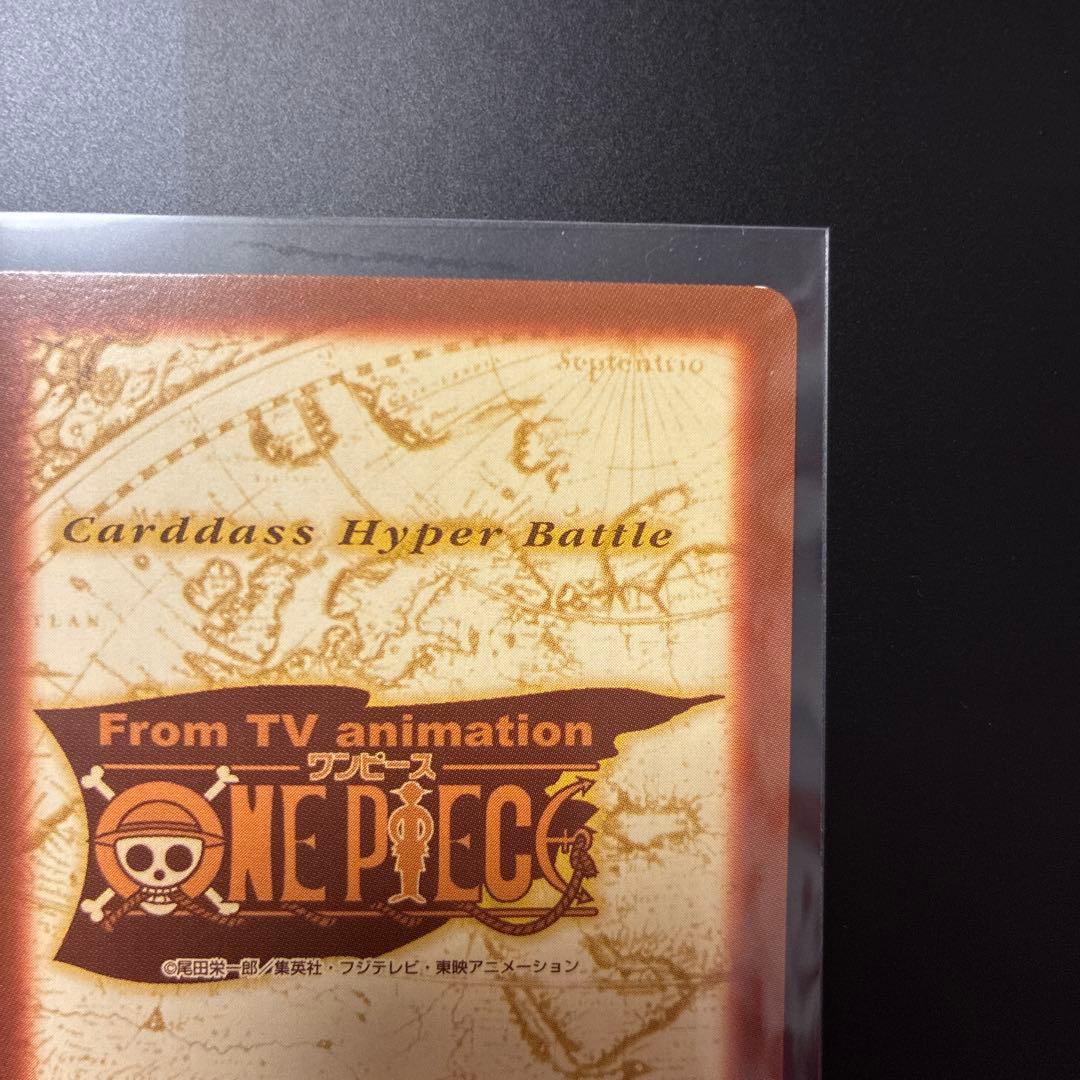 Septentrio
Carddass Hyper Battle
TLAN
From TV animation
ワンピース
ONE PIECE
©尾田栄一郎／集英社・フジテレビ・東映アニメーション